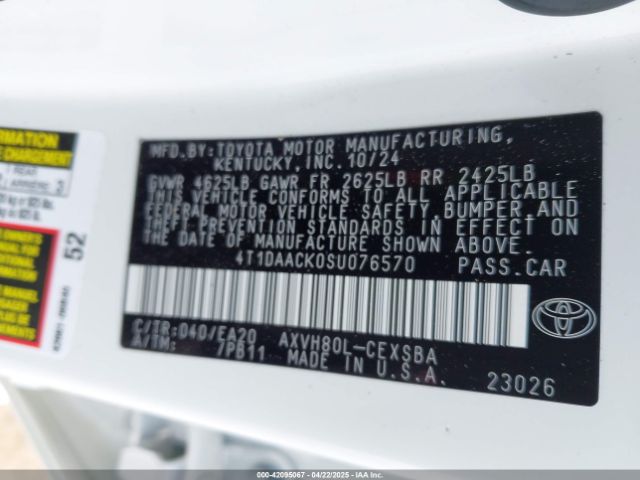 MFD.BY:TOYOTA MOTOR MANUFACTURING,
KENTUCKY, INC. 10/24
GVWR 4625LB GAWR FR 2625LB RR 2425LB
THIS VEHICLE CONFORMS TO ALL APPLICABLE
FEDERAL MOTOR VEHICLE SAFETY, BUMPER, AND
THEFT PREVENTION STANDARDS IN EFFECT ON
THE DATE OF MANUFACTURE SHOWN ABOVE.
4T1DAACK0SU076570 PASS.CAR
C/TR:040/EA20 AXVH80L-CEXSBA
A/TM: /PB11 MADE IN U.S.A.
23026
52
000-42095067 - 04/22/2025 - IAAI.COM